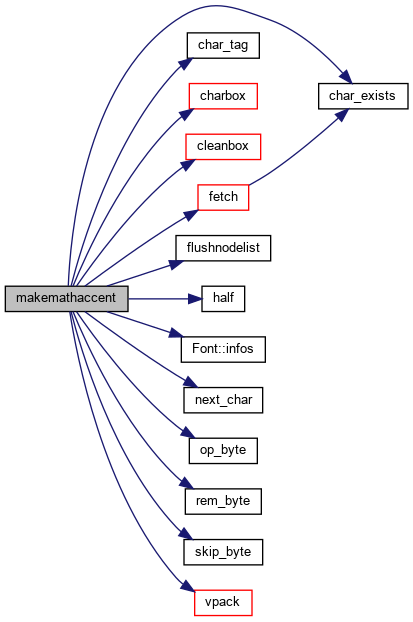 char_tag
charbox
char_exists
cleanbox
fetch
flushnodelist
makemathaccent
half
Font::infos
next_char
op_byte
rem_byte
skip_byte
vpack